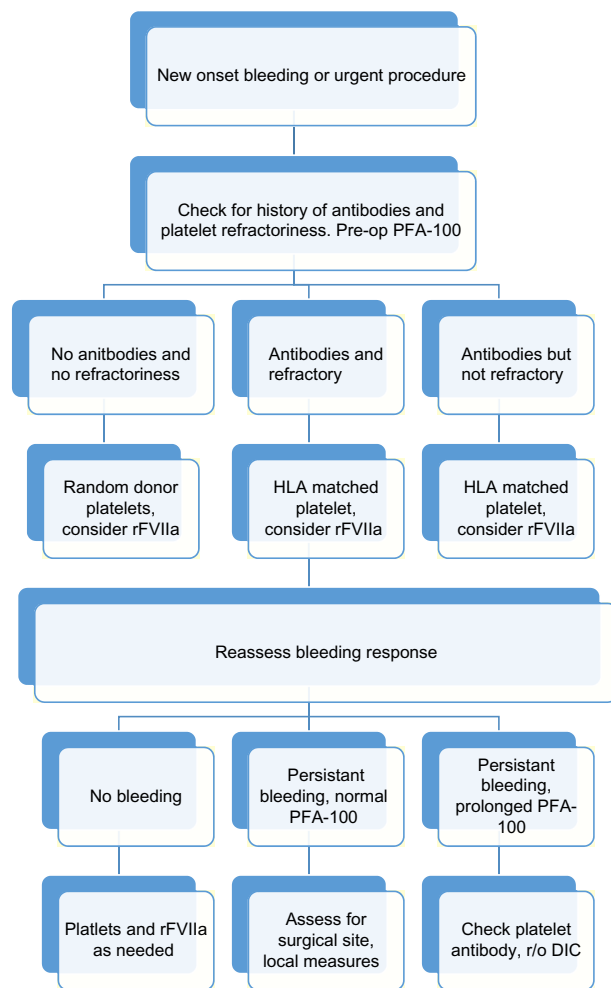 New onset bleeding or urgent procedure
Check for history of antibodies and
platelet refractoriness. Pre-op PFA-100
No anitbodies and
no refractoriness
Antibodies and
refractory
Antibodies but
not refractory
Random donor
platelets,
consider rFVIIa
HLA matched
platelet,
consider rFVIIa
HLA matched
platelet,
consider rFVIIa
Reassess bleeding response
No bleeding
Persistant
bleeding, normal
PFA-100
Persistant
bleeding,
prolonged PFA-
100
Platlets and rFVIIa
as needed
Assess for
surgical site,
local measures
Check platelet
antibody, r/o DIC